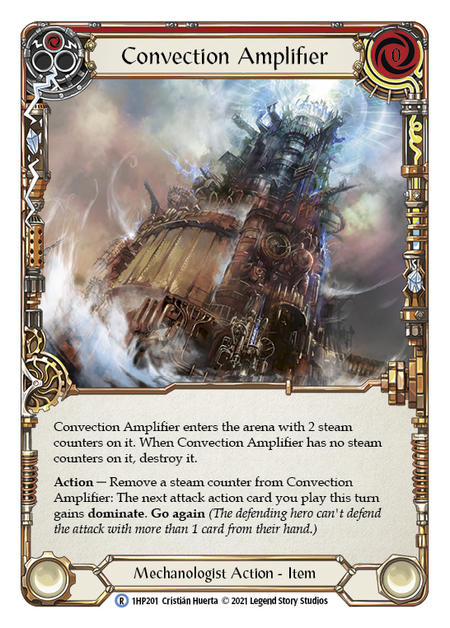 Convection Amplifier
0
Convection Amplifier enters the arena with 2 steam
counters on it. When Convection Amplifier has no steam
counters on it, destroy it.
Action — Remove a steam counter from Convection
Amplifier: The next attack action card you play this turn
gains dominate. Go again (The defending hero can't defend
the attack with more than 1 card from their hand.)
Mechanologist Action - Item
R 1HP201 Cristián Huerta © 2021 Legend Story Studios